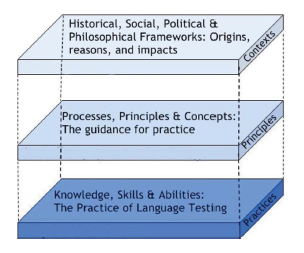 Historical, Social, Political &
Philosophical Frameworks: Origins,
reasons, and impacts
Contexts
Processes, Principles & Concepts:
The guidance for practice
Principles
Knowledge, Skills & Abilities:
The Practice of Language Testing
Practices